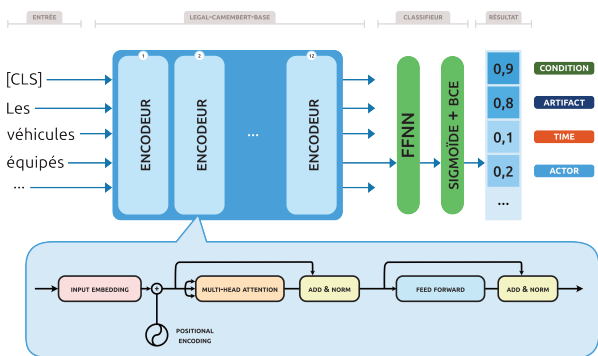 ENTRÉE
LEGAL-CAMEMBERT-BASE
CLASSIFIEUR
RÉSULTAT
[CLS]
Les
véhicules
équipés
...
1
ENCODEUR
2
ENCODEUR
...
12
ENCODEUR
FFNN
SIGMOÏDE + BCE
0,9
0,8
0,1
0,2
...
CONDITION
ARTIFACT
TIME
ACTOR
INPUT EMBEDDING
+
POSITIONAL
ENCODING
MULTI-HEAD ATTENTION
ADD & NORM
FEED FORWARD
ADD & NORM